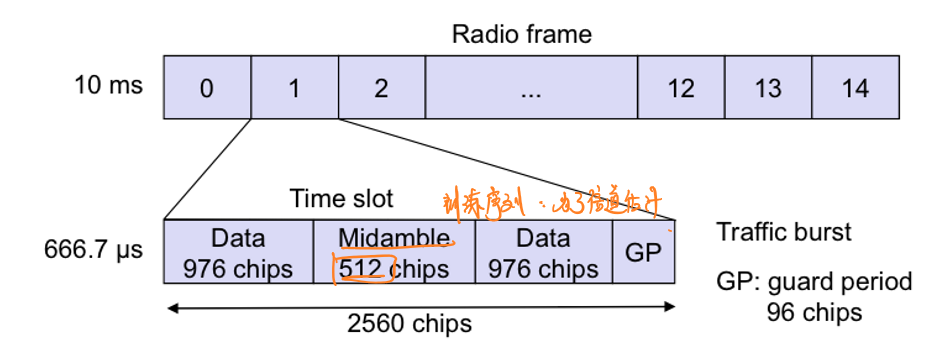 Radio frame
10 ms
0 1 2 ... 12 13 14
Time slot
训练序列. 为了信道估计
666.7 μs
Data
976 chips
Midamble
512 chips
Data
976 chips
GP
Traffic burst
GP: guard period
96 chips
2560 chips